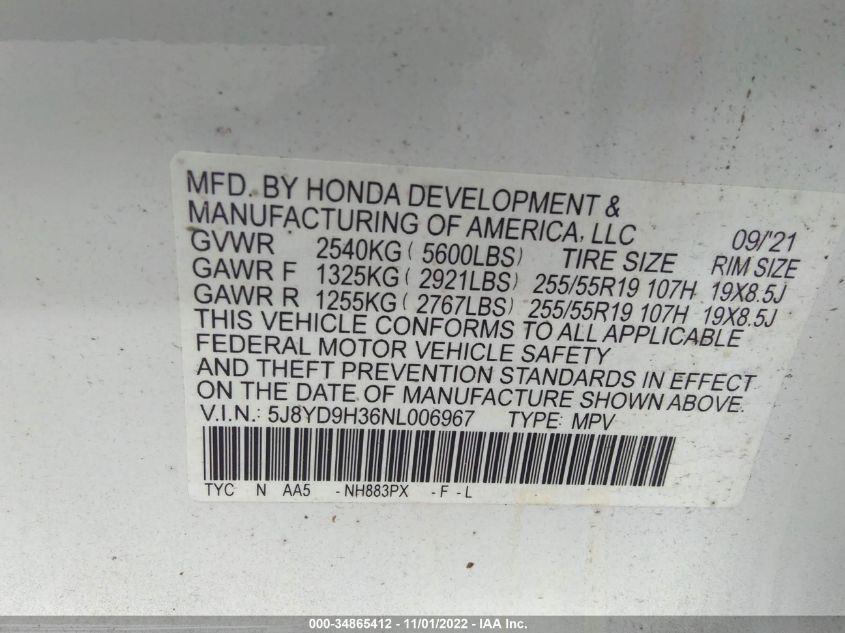 MFD. BY HONDA DEVELOPMENT &
MANUFACTURING OF AMERICA, LLC 09/'21
GVWR 2540KG ( 5600LBS) TIRE SIZE RIM SIZE
GAWR F 1325KG ( 2921LBS) 255/55R19 107H 19X8.5J
GAWR R 1255KG ( 2767LBS) 255/55R19 107H 19X8.5J
THIS VEHICLE CONFORMS TO ALL APPLICABLE
FEDERAL MOTOR VEHICLE SAFETY
AND THEFT PREVENTION STANDARDS IN EFFECT
ON THE DATE OF MANUFACTURE SHOWN ABOVE.
V.I.N.: 5J8YD9H36NL006967 TYPE: MPV
TYC N AA5 -NH883PX -F -L
000-34865412 - 11/01/2022 - IAA Inc.